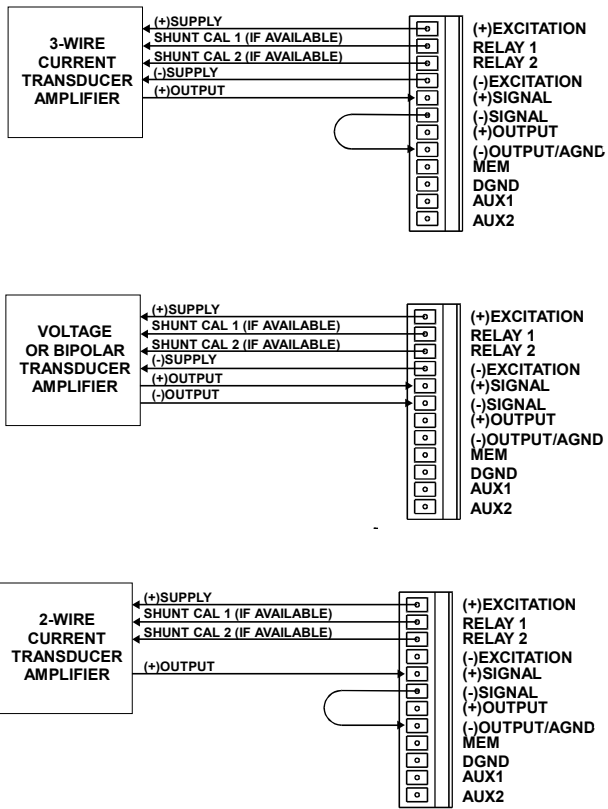 3-WIRE
CURRENT
TRANSDUCER
AMPLIFIER
(+)SUPPLY
SHUNT CAL 1 (IF AVAILABLE)
SHUNT CAL 2 (IF AVAILABLE)
(-)SUPPLY
(+)OUTPUT
(+)EXCITATION
RELAY 1
RELAY 2
(-)EXCITATION
(+)SIGNAL
(-)SIGNAL
(+)OUTPUT
(-)OUTPUT/AGND
MEM
DGND
AUX1
AUX2
VOLTAGE
OR BIPOLAR
TRANSDUCER
AMPLIFIER
(+)SUPPLY
SHUNT CAL 1 (IF AVAILABLE)
SHUNT CAL 2 (IF AVAILABLE)
(-)SUPPLY
(+)OUTPUT
(-)OUTPUT
(+)EXCITATION
RELAY 1
RELAY 2
(-)EXCITATION
(+)SIGNAL
(-)SIGNAL
(+)OUTPUT
(-)OUTPUT/AGND
MEM
DGND
AUX1
AUX2
-
2-WIRE
CURRENT
TRANSDUCER
AMPLIFIER
(+)SUPPLY
SHUNT CAL 1 (IF AVAILABLE)
SHUNT CAL 2 (IF AVAILABLE)
(+)OUTPUT
(+)EXCITATION
RELAY 1
RELAY 2
(-)EXCITATION
(+)SIGNAL
(-)SIGNAL
(+)OUTPUT
(-)OUTPUT/AGND
MEM
DGND
AUX1
AUX2